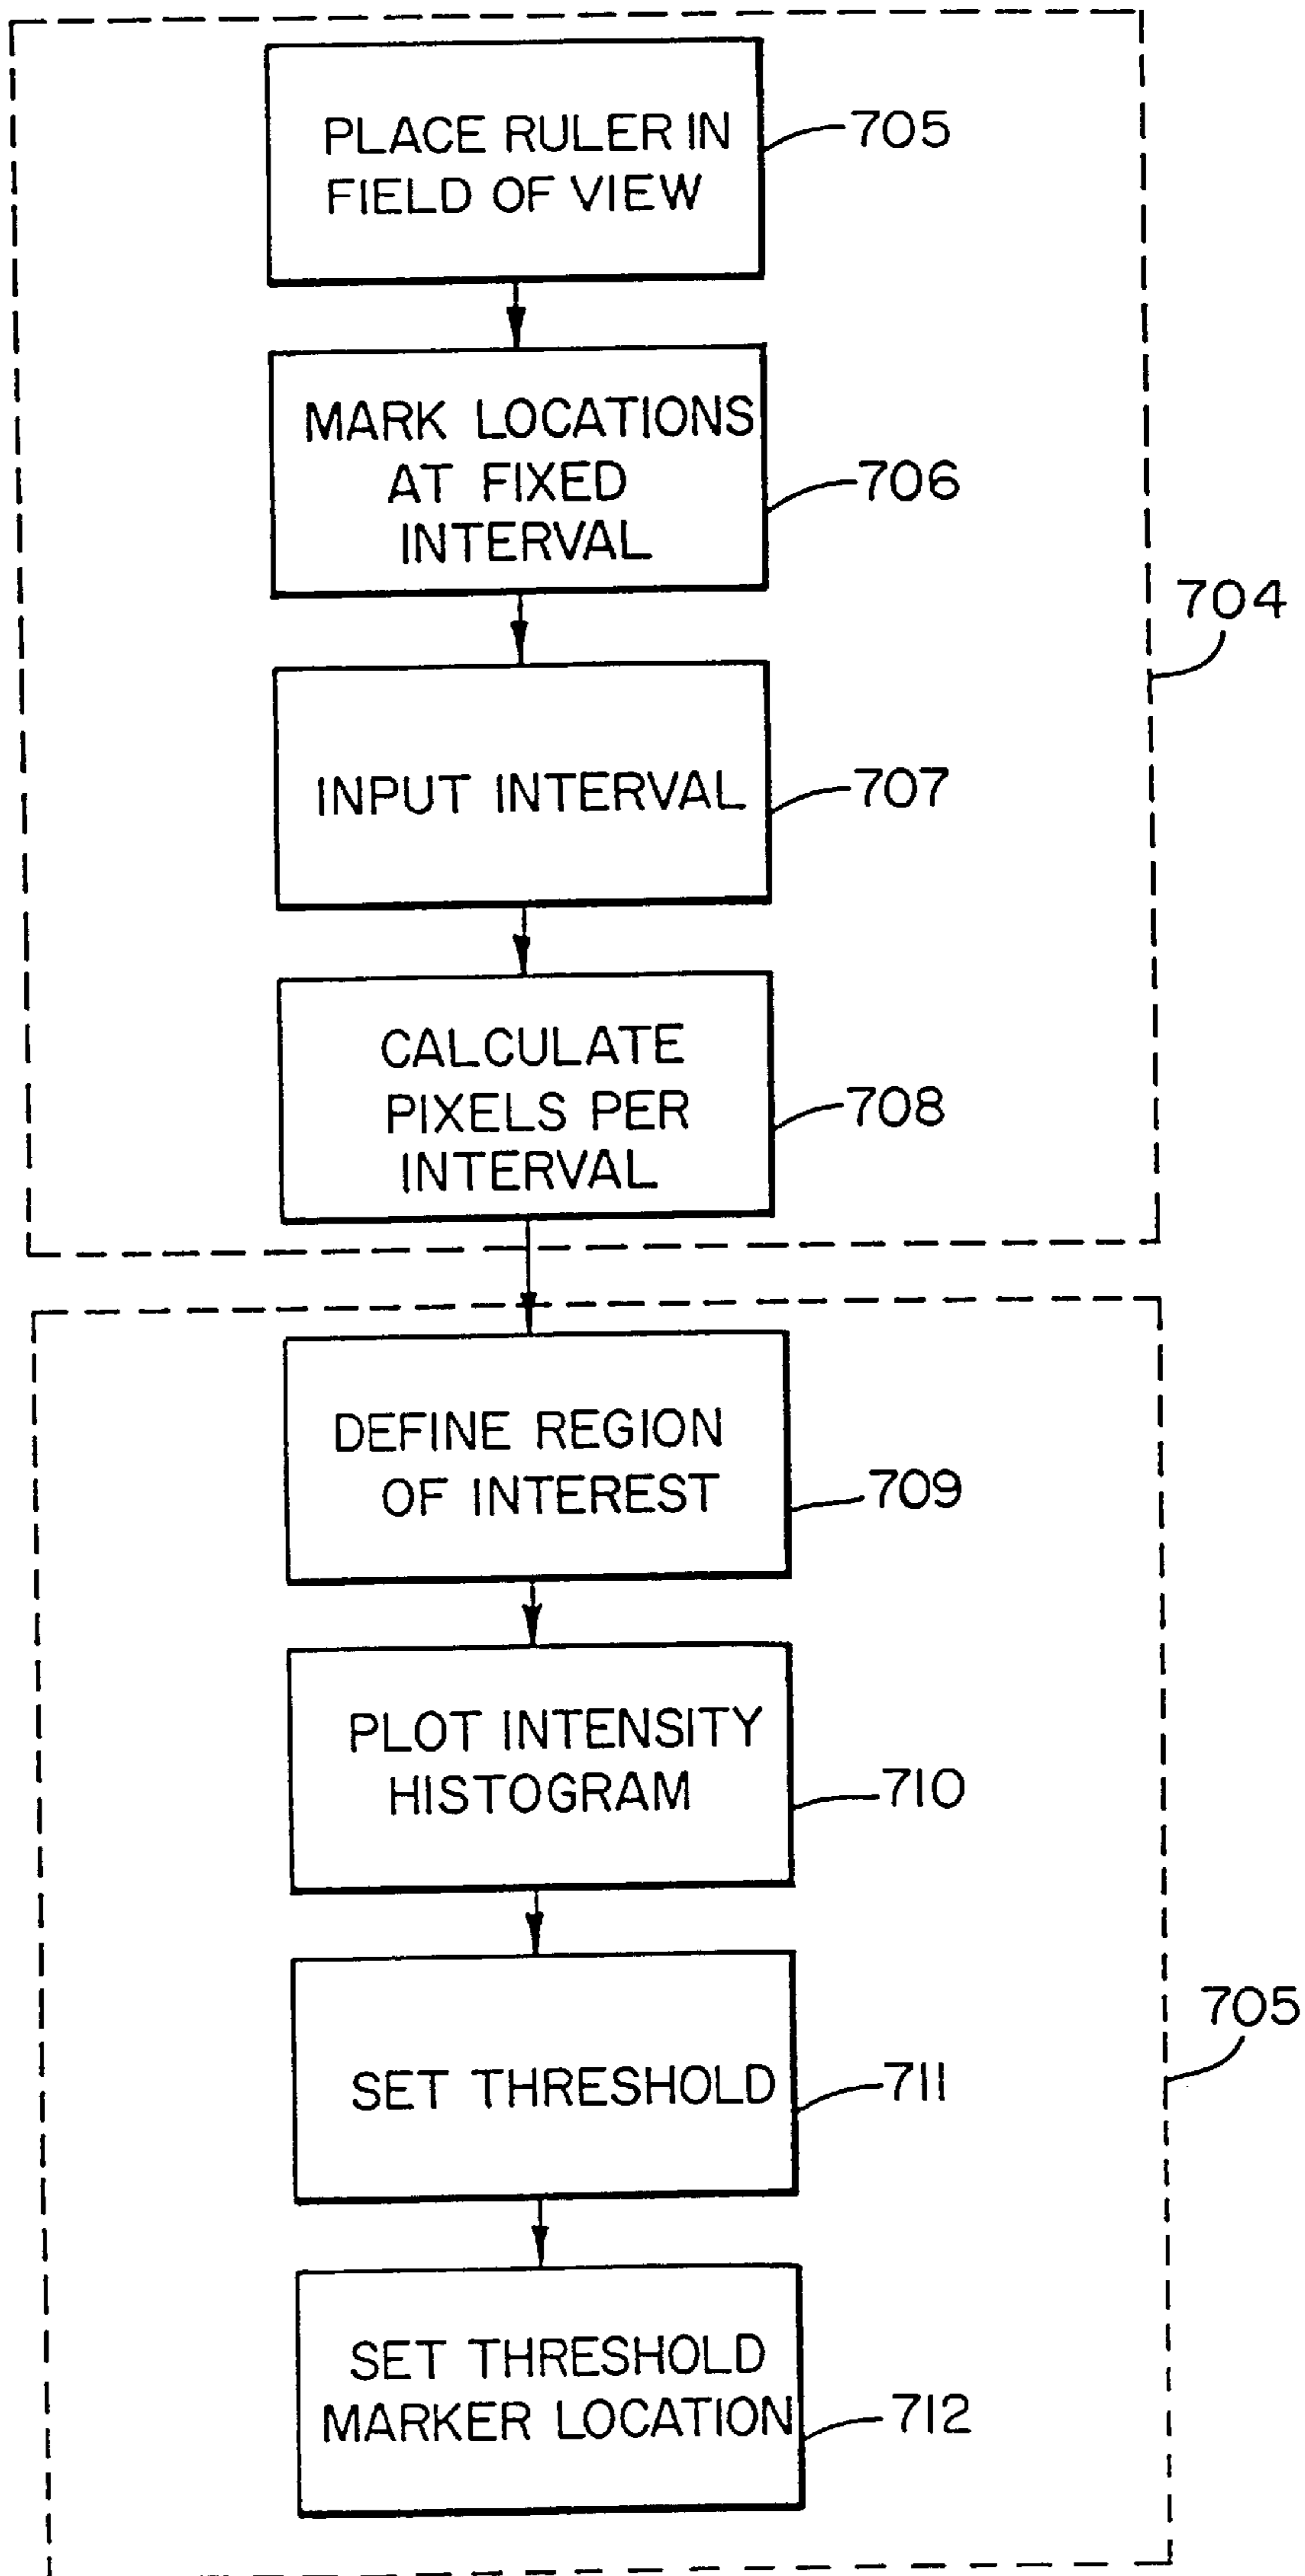 PLACE RULER IN
FIELD OF VIEW
705
MARK LOCATIONS
AT FIXED
INTERVAL
706
704
INPUT INTERVAL
707
CALCULATE
PIXELS PER
INTERVAL
708
DEFINE REGION
OF INTEREST
709
PLOT INTENSITY
HISTOGRAM
710
705
SET THRESHOLD
711
SET THRESHOLD
MARKER LOCATION
712